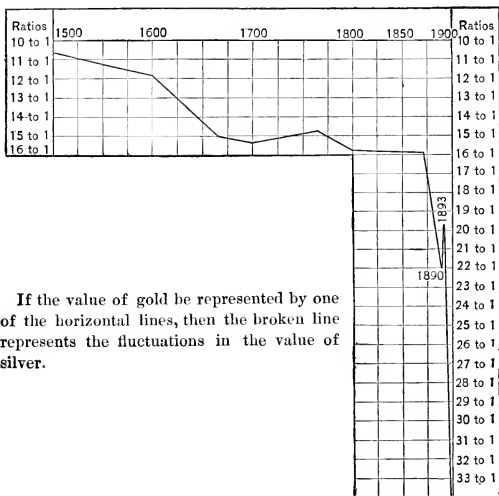 Ratios 1500 1600 1700 1800 1850 1900 Ratios
10 to 1 10 to 1
11 to 1 11 to 1
12 to 1 12 to 1
13 to 1 13 to 1
14 to 1 14 to 1
15 to 1 15 to 1
16 to 1 16 to 1
17 to 1
18 to 1
1893
19 to 1
20 to 1
21 to 1
1890 22 to 1
23 to 1
24 to 1
25 to 1
26 to 1
27 to 1
28 to 1
29 to 1
30 to 1
31 to 1
32 to 1
33 to 1
If the value of gold be represented by one
of the horizontal lines, then the broken line
represents the fluctuations in the value of
silver.